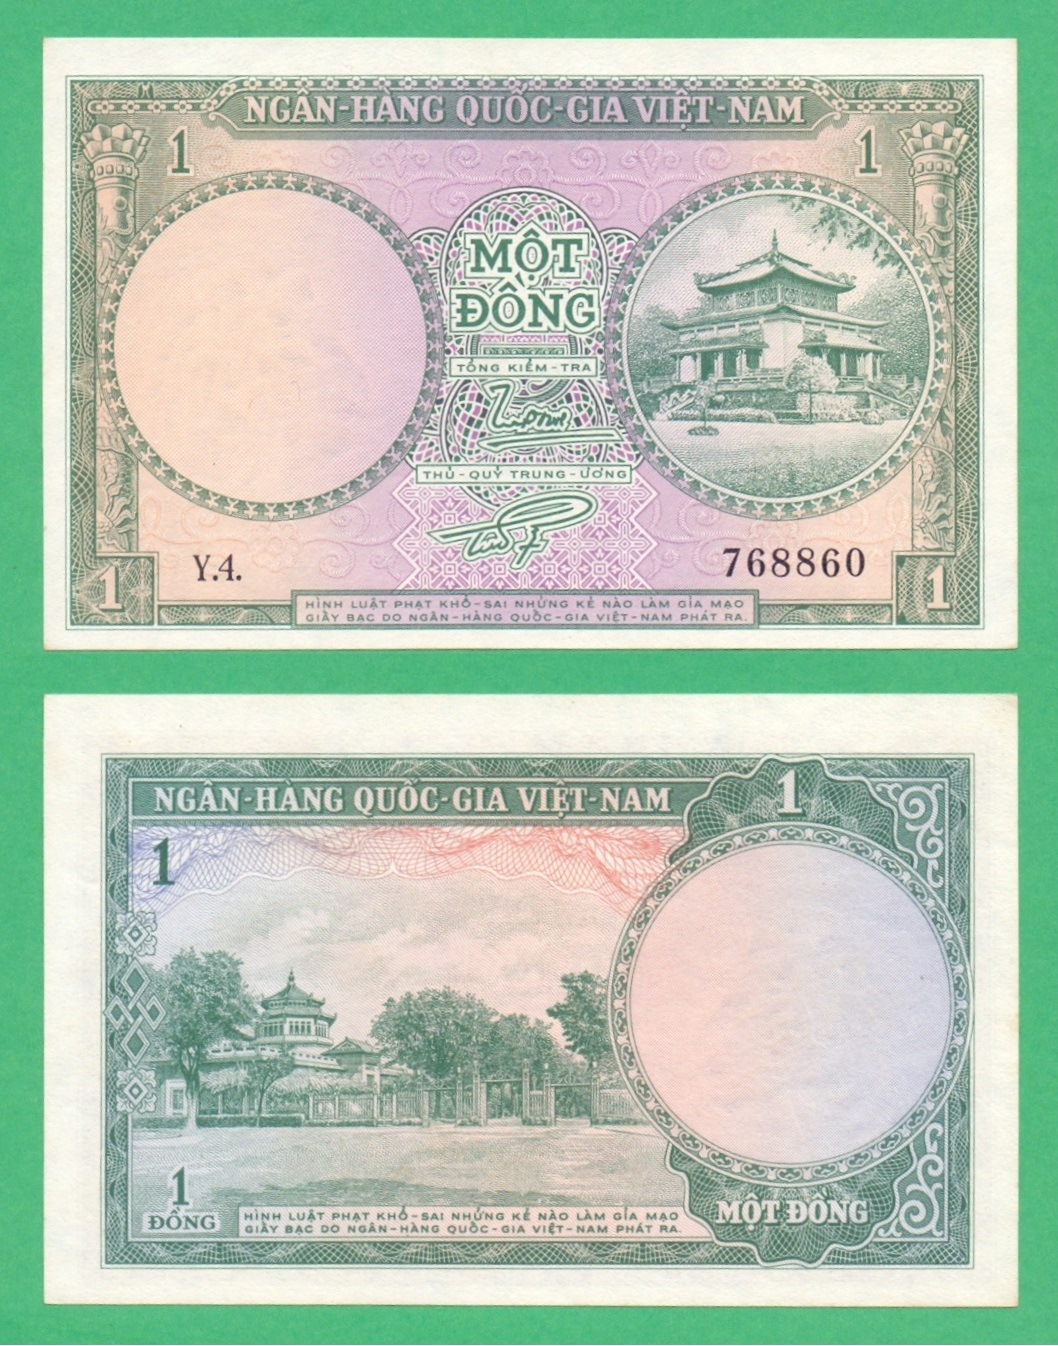 NGÂN-HÀNG QUỐC-GIA VIỆT-NAM
1 1
MỘT
ĐỒNG
TỔNG KIỂM-TRA
THỦ-QUỸ TRUNG-ƯƠNG
Y.4. 768860
1 1
HÌNH LUẬT PHẠT KHỔ-SAI NHỮNG KẺ NÀO LÀM GỈA MẠO
GIẤY BẠC DO NGÂN-HÀNG QUỐC-GIA VIỆT-NAM PHÁT RA.
1
NGÂN-HÀNG QUỐC-GIA VIỆT-NAM
1
1
ĐỒNG
HÌNH LUẬT PHẠT KHỔ-SAI NHỮNG KẺ NÀO LÀM GỈA MẠO
GIẤY BẠC DO NGÂN-HÀNG QUỐC-GIA VIỆT-NAM PHÁT RA.
MỘT ĐỒNG